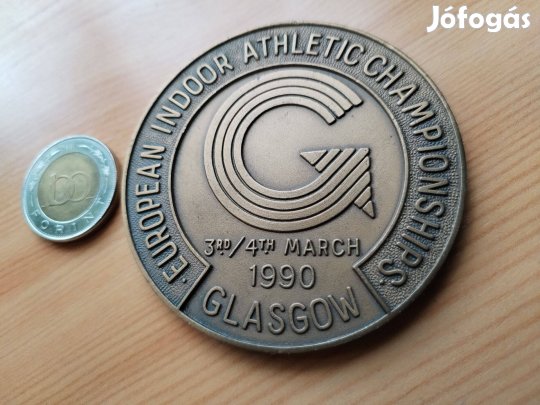 Jófogás
·EUROPEAN INDOOR ATHLETIC CHAMPIONSHIPS·
G
3RD/4TH MARCH
1990
GLASGOW
100
FORINT